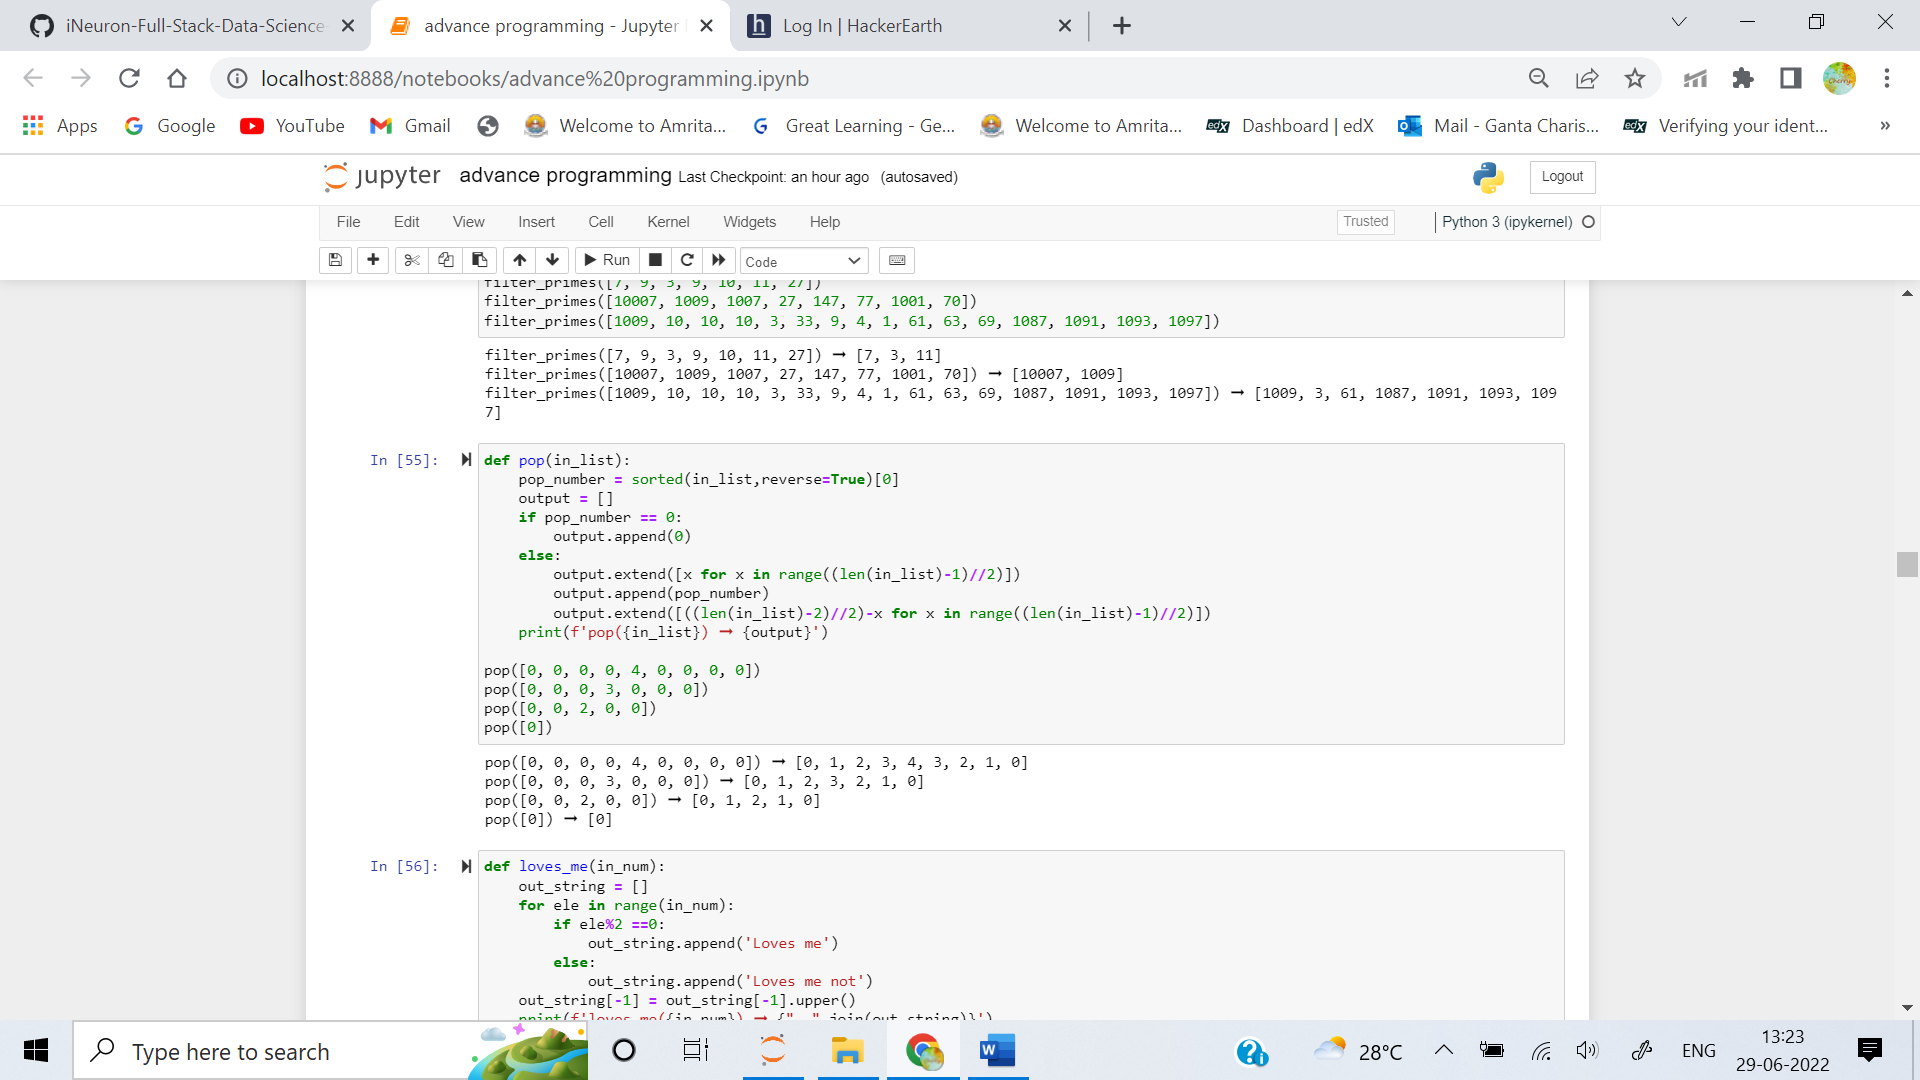 iNeuron-Full-Stack-Data-Science
advance programming - Jupyter
Log In | HackerEarth
localhost:8888/notebooks/advance%20programming.ipynb
Apps
Google
YouTube
Gmail
Welcome to Amrita...
Great Learning - Ge...
Welcome to Amrita...
Dashboard | edX
Mail - Ganta Charis...
Verifying your ident...
»
jupyter
advance programming
Last Checkpoint: an hour ago
(autosaved)
Logout
File
Edit
View
Insert
Cell
Kernel
Widgets
Help
Trusted
Python 3 (ipykernel)
Run
Code
filter_primes([7, 9, 3, 9, 10, 11, 27])
filter_primes([10007, 1009, 1007, 27, 147, 77, 1001, 70])
filter_primes([1009, 10, 10, 10, 3, 33, 9, 4, 1, 61, 63, 69, 1087, 1091, 1093, 1097])
filter_primes([7, 9, 3, 9, 10, 11, 27]) ➞ [7, 3, 11]
filter_primes([10007, 1009, 1007, 27, 147, 77, 1001, 70]) ➞ [10007, 1009]
filter_primes([1009, 10, 10, 10, 3, 33, 9, 4, 1, 61, 63, 69, 1087, 1091, 1093, 1097]) ➞ [1009, 3, 61, 1087, 1091, 1093, 109
7]
In [55]:
def pop(in_list):
    pop_number = sorted(in_list,reverse=True)[0]
    output = []
    if pop_number == 0:
        output.append(0)
    else:
        output.extend([x for x in range((len(in_list)-1)//2)])
        output.append(pop_number)
        output.extend([((len(in_list)-2)//2)-x for x in range((len(in_list)-1)//2)])
    print(f'pop({in_list}) ➞ {output}')
pop([0, 0, 0, 0, 4, 0, 0, 0, 0])
pop([0, 0, 0, 3, 0, 0, 0])
pop([0, 0, 2, 0, 0])
pop([0])
pop([0, 0, 0, 0, 4, 0, 0, 0, 0]) ➞ [0, 1, 2, 3, 4, 3, 2, 1, 0]
pop([0, 0, 0, 3, 0, 0, 0]) ➞ [0, 1, 2, 3, 2, 1, 0]
pop([0, 0, 2, 0, 0]) ➞ [0, 1, 2, 1, 0]
pop([0]) ➞ [0]
In [56]:
def loves_me(in_num):
    out_string = []
    for ele in range(in_num):
        if ele%2 ==0:
            out_string.append('Loves me')
        else:
            out_string.append('Loves me not')
    out_string[-1] = out_string[-1].upper()
    print(f'loves_me({in_num}) ➞ {", ".join(out_string)}')
Type here to search
28°C
ENG
13:23
29-06-2022